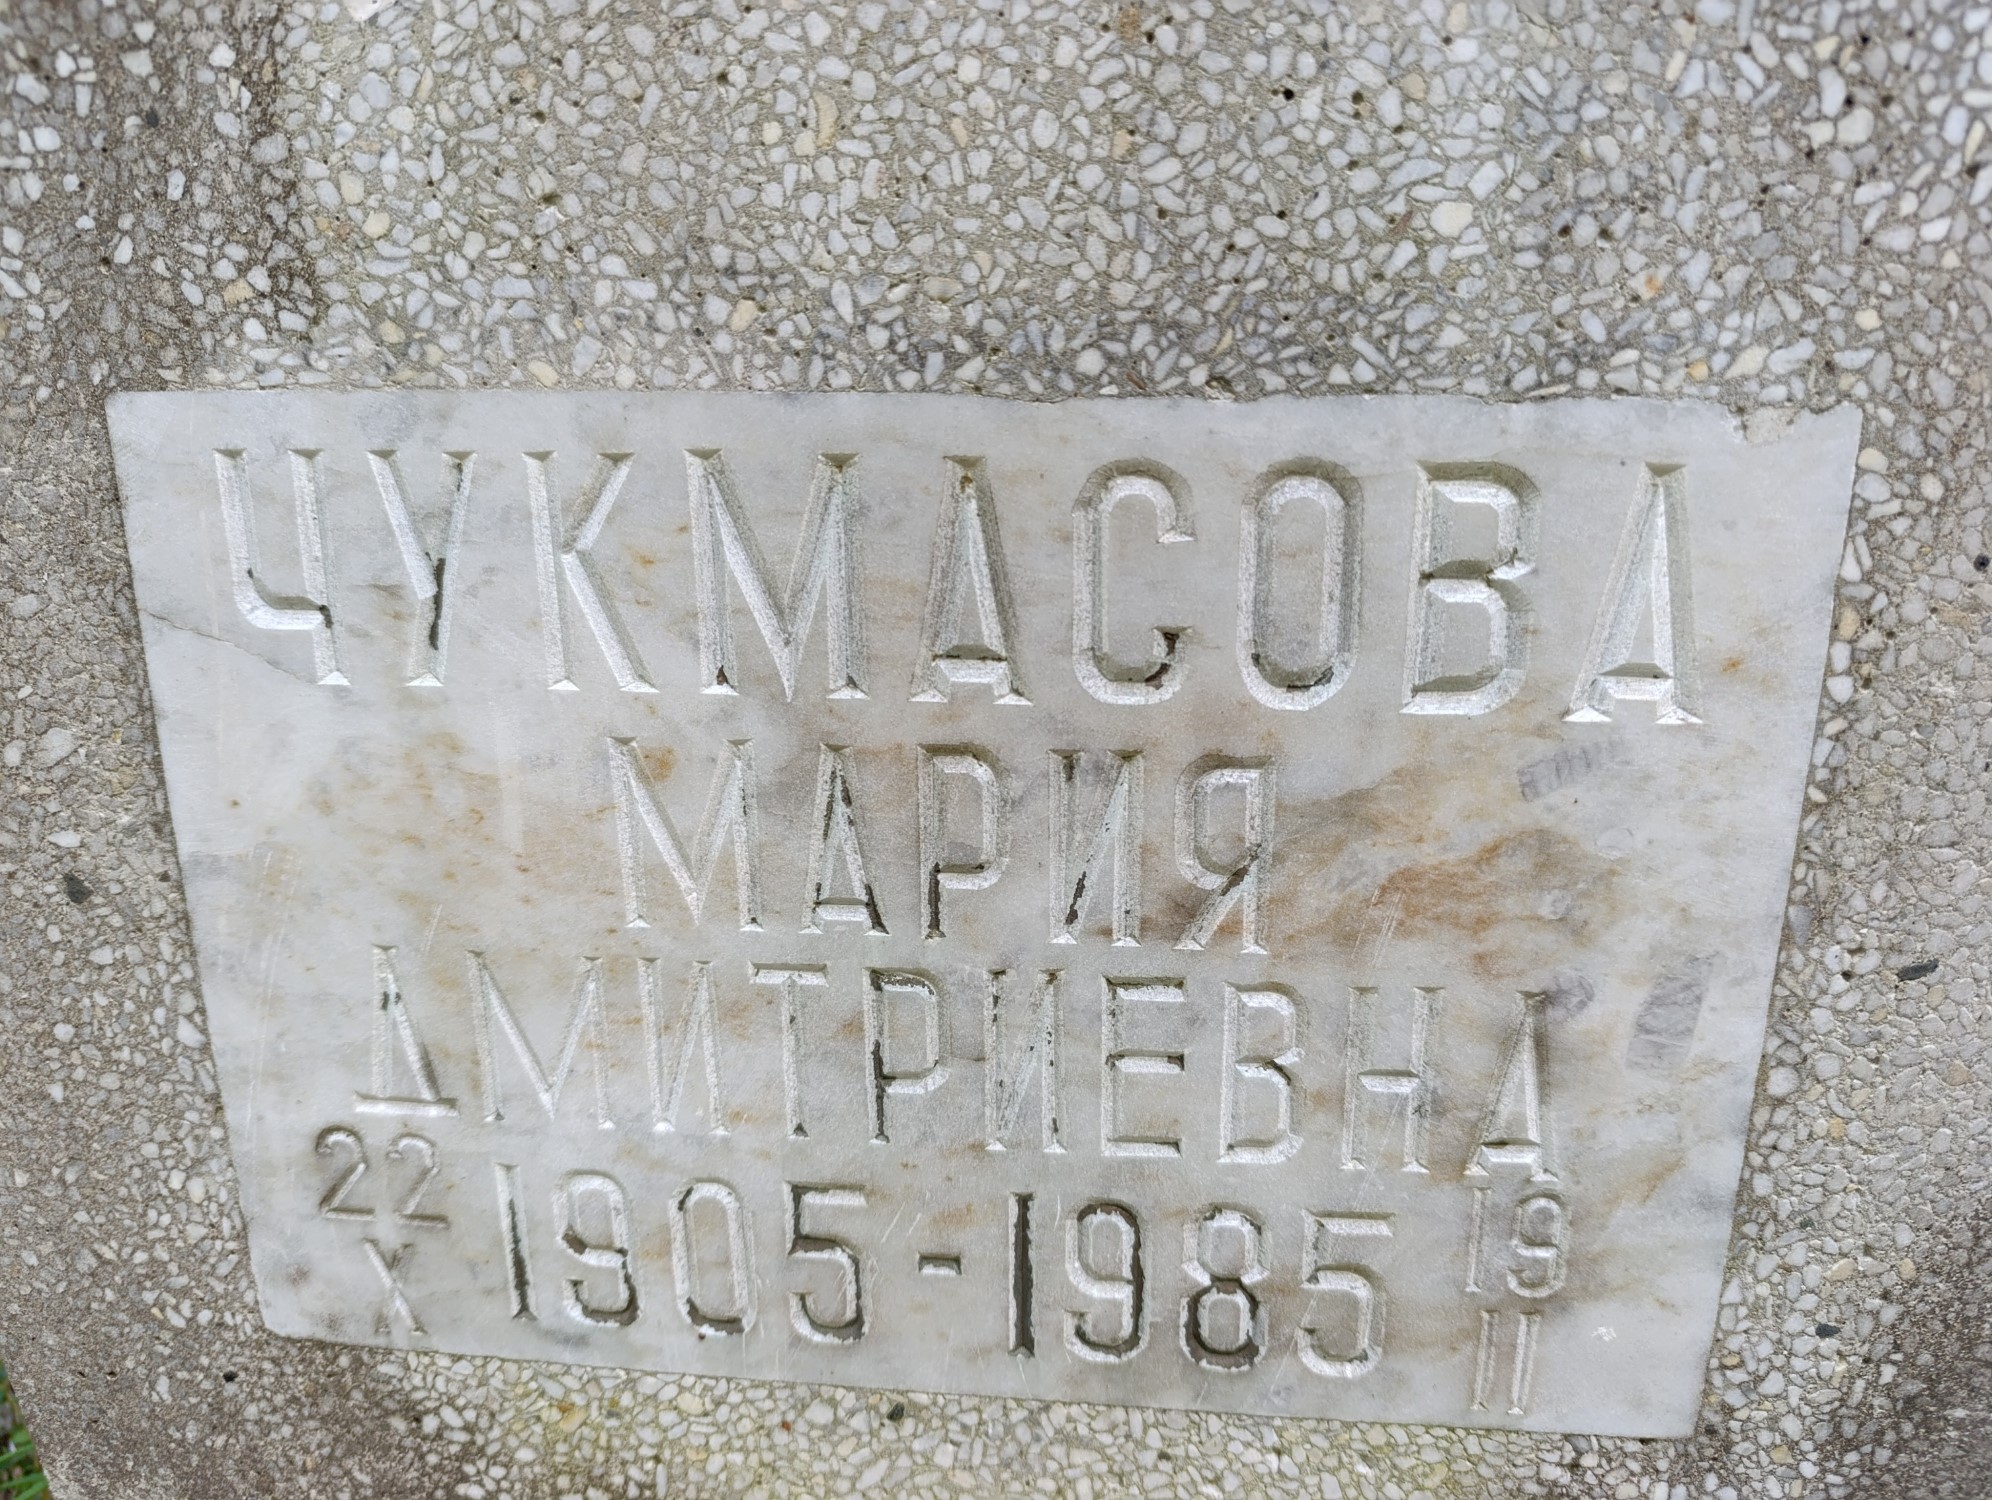 ЧУКМАСОВА
МАРИЯ
ДМИТРИЕВНА
22 X 1905-1985 19 II